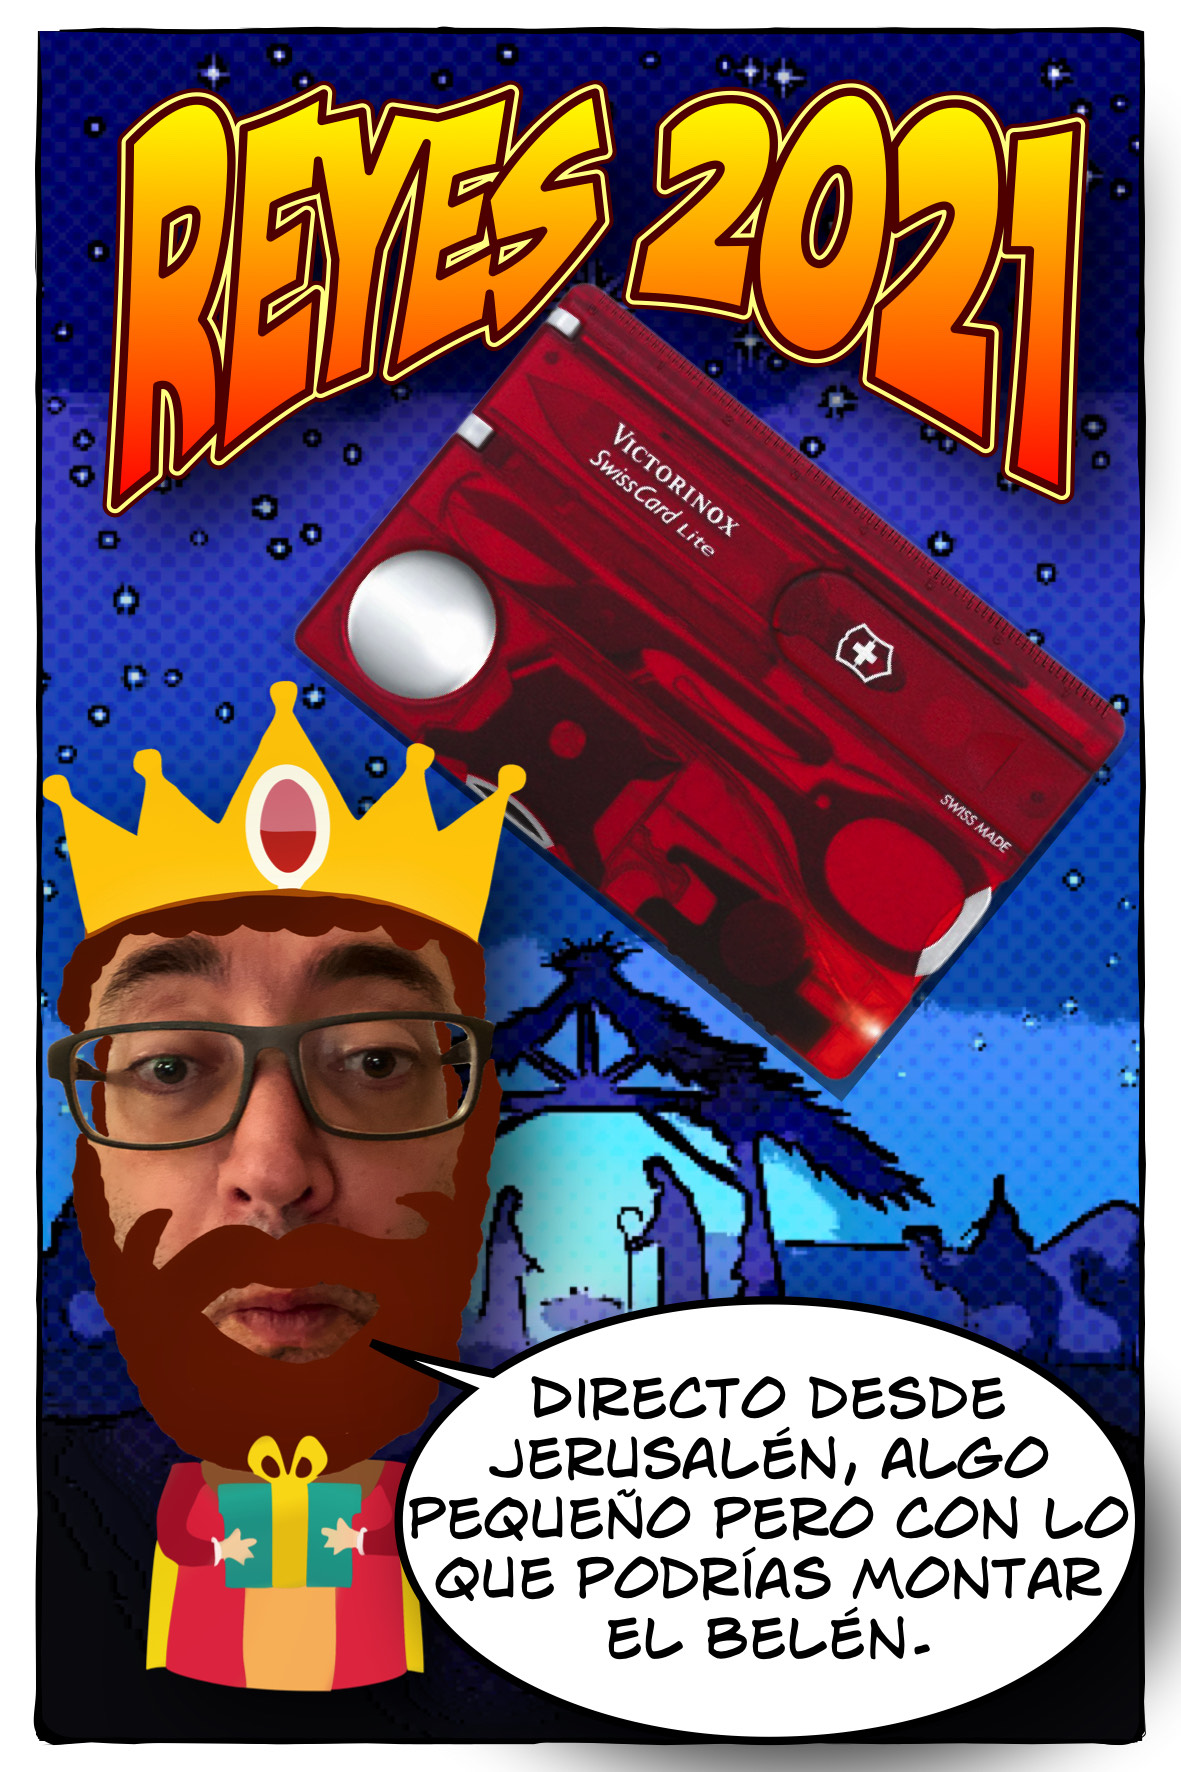 REYES 2021
VICTORINOX
SwissCard Lite
SWISS MADE
DIRECTO DESDE
JERUSALÉN, ALGO
PEQUEÑO PERO CON LO
QUE PODRÍAS MONTAR
EL BELÉN.